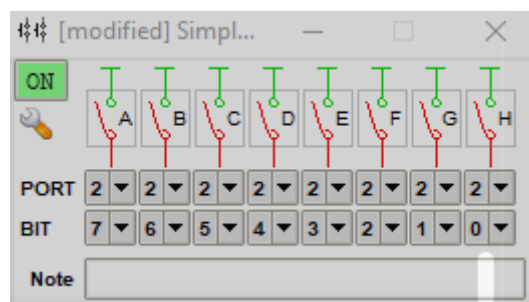 [modified] Simpl...
ON
A B C D E F G H
PORT 2 2 2 2 2 2 2 2
BIT 7 6 5 4 3 2 1 0
Note